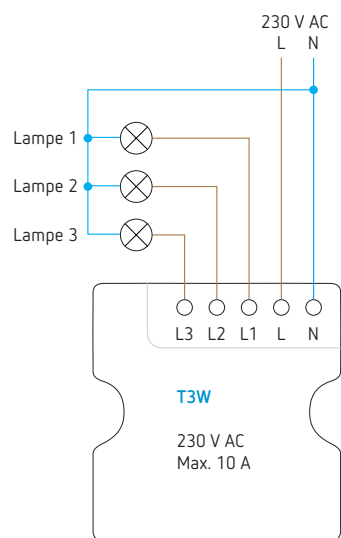 230 V AC
L N
Lampe 1
Lampe 2
Lampe 3
L3 L2 L1 L N
T3W
230 V AC
Max. 10 A